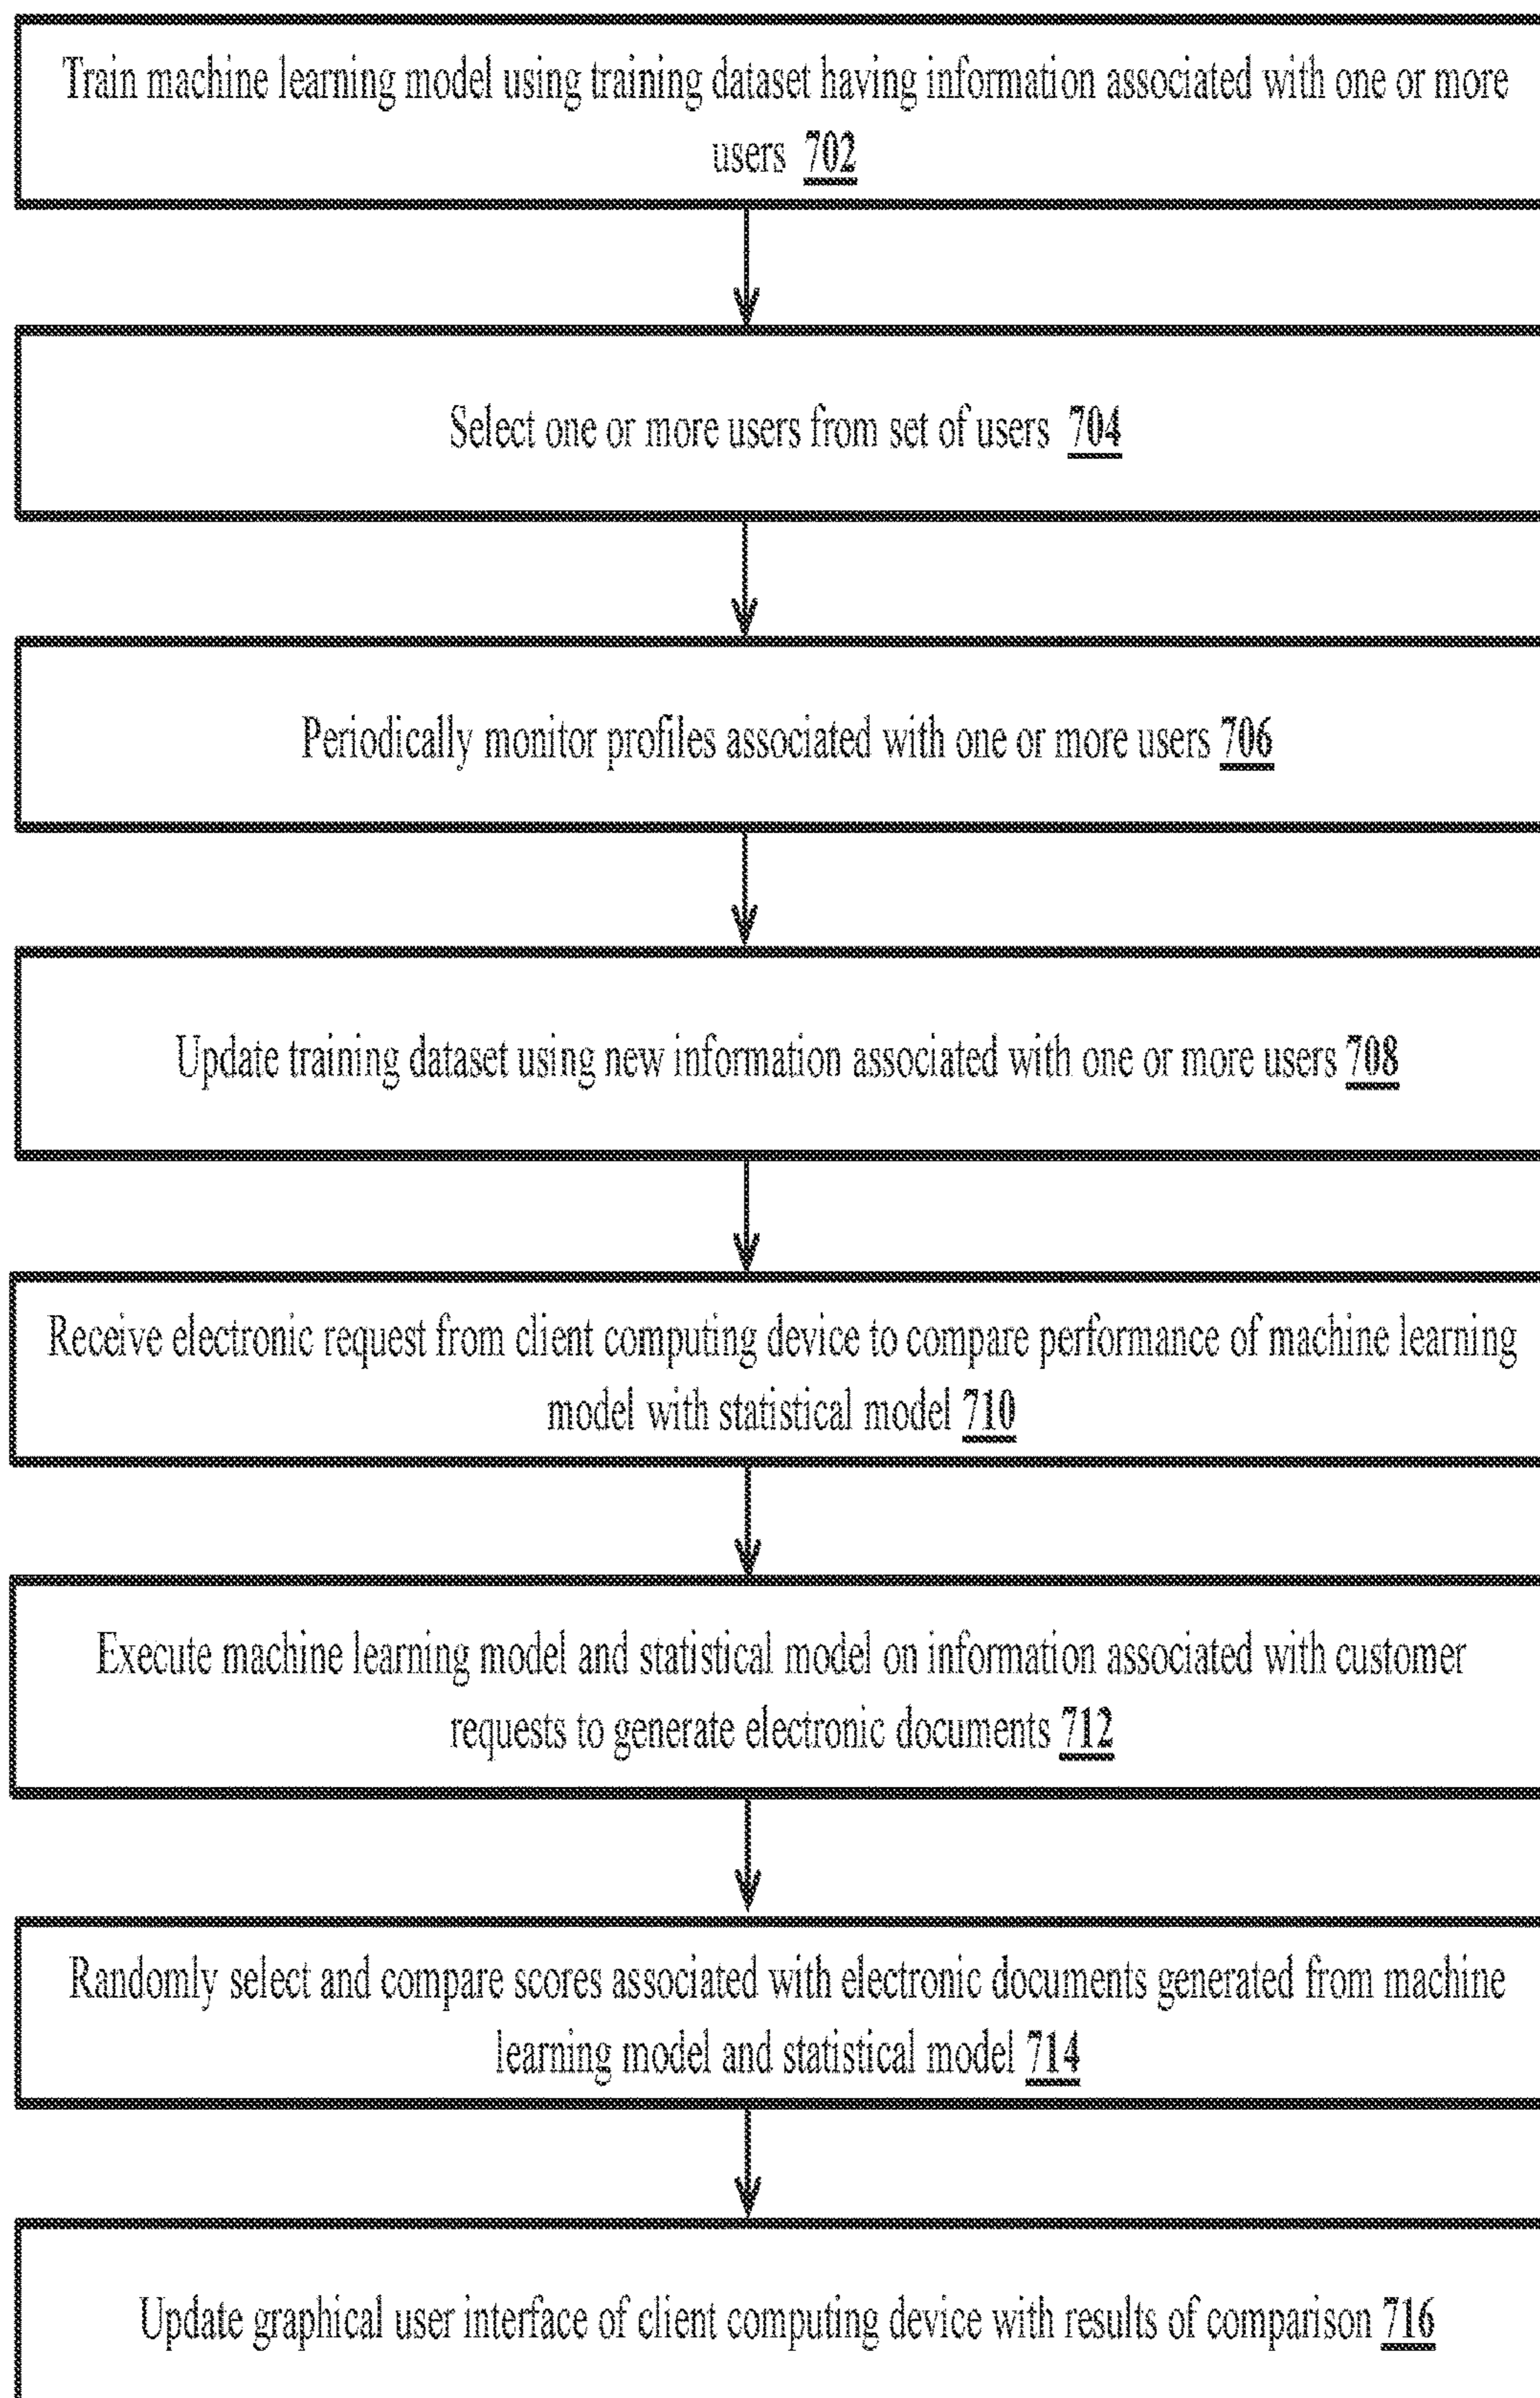 Train machine learning model using training dataset having information associated with one or more
users 702
Select one or more users from set of users 704
Periodically monitor profiles associated with one or more users 706
Update training dataset using new information associated with one or more users 708
Receive electronic request from client computing device to compare performance of machine learning
model with statistical model 710
Execute machine learning model and statistical model on information associated with customer
requests to generate electronic documents 712
Randomly select and compare scores associated with electronic documents generated from machine
learning model and statistical model 714
Update graphical user interface of client computing device with results of comparison 716